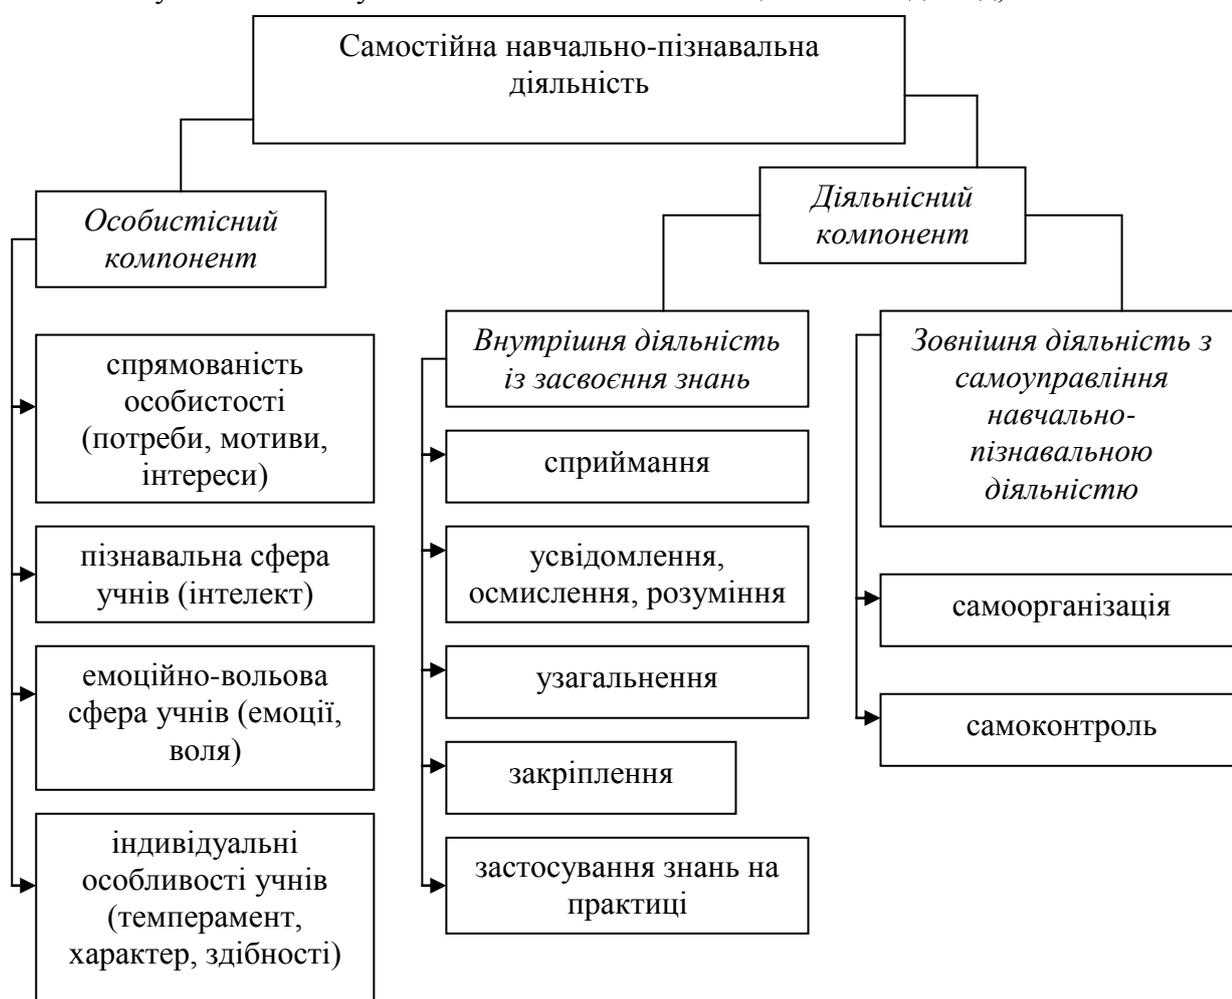 Самостійна навчально-пізнавальна
діяльність
Особистісний
компонент
Діяльнісний
компонент
спрямованість
особистості
(потреби, мотиви,
інтереси)
пізнавальна сфера
учнів (інтелект)
емоційно-вольова
сфера учнів (емоції,
воля)
індивідуальні
особливості учнів
(темперамент,
характер, здібності)
Внутрішня діяльність
із засвоєння знань
сприймання
усвідомлення,
осмислення, розуміння
узагальнення
закріплення
застосування знань на
практиці
Зовнішня діяльність з
самоуправління
навчально-
пізнавальною
діяльністю
самоорганізація
самоконтроль